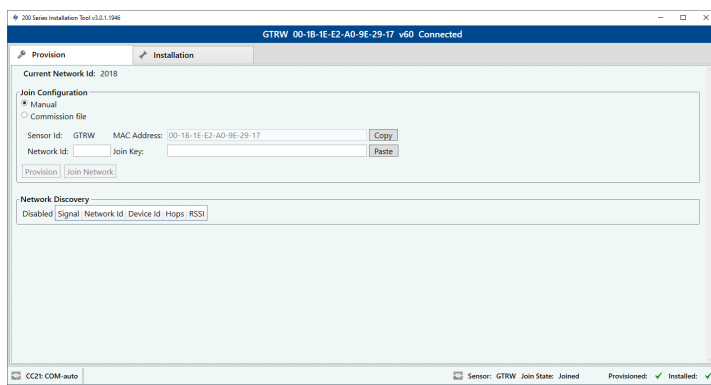 200 Series Installation Tool v3.0.1.1946
GTRW 00-1B-1E-E2-A0-9E-29-17 v60 Connected
Provision Installation
Current Network Id: 2018
Join Configuration
Manual
Commission file
Sensor Id: GTRW MAC Address: 00-1B-1E-E2-A0-9E-29-17 Copy
Network Id: Join Key: Paste
Provision Join Network
Network Discovery
Disabled Signal Network Id Device Id Hops RSSI
CC21: COM-auto Sensor: GTRW Join State: Joined Provisioned: ✓ Installed: ✓